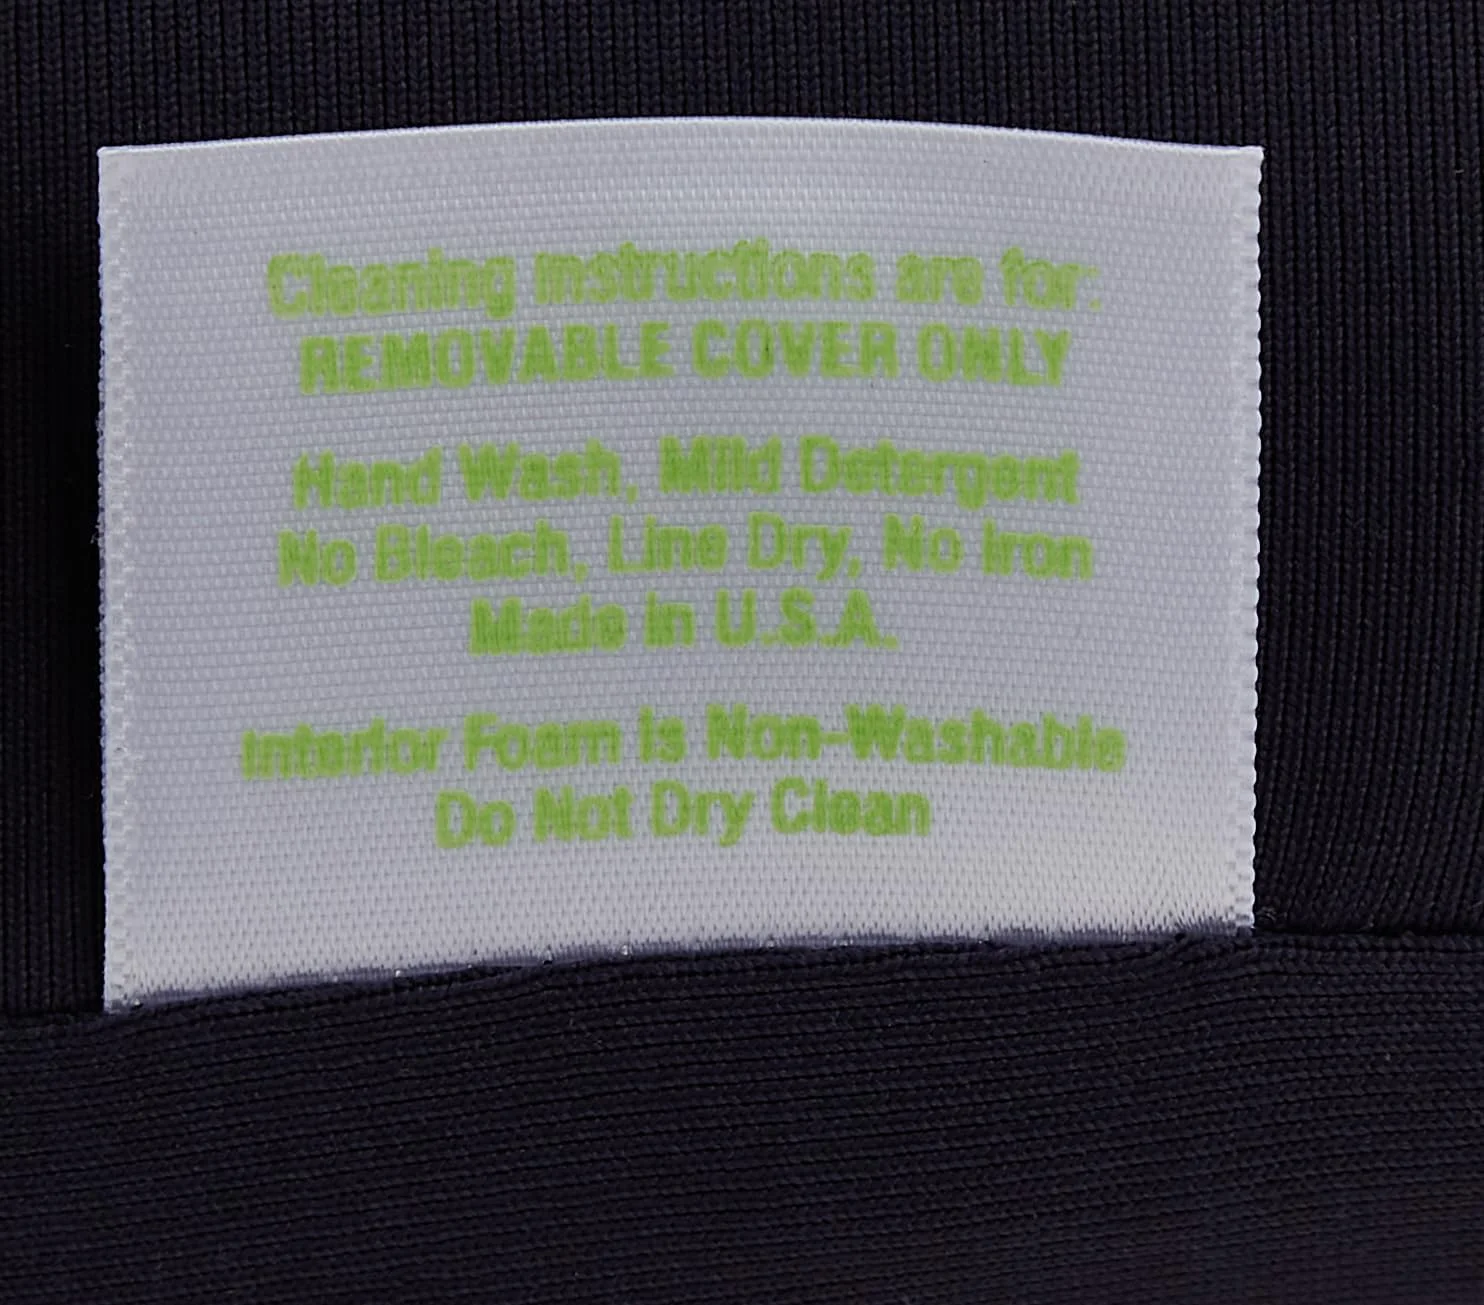 Cleaning instructions are for:
REMOVABLE COVER ONLY
Hand Wash, Mild Detergent
No Bleach, Line Dry, No Iron
Made in U.S.A.
Interior Foam is Non-Washable
Do Not Dry Clean